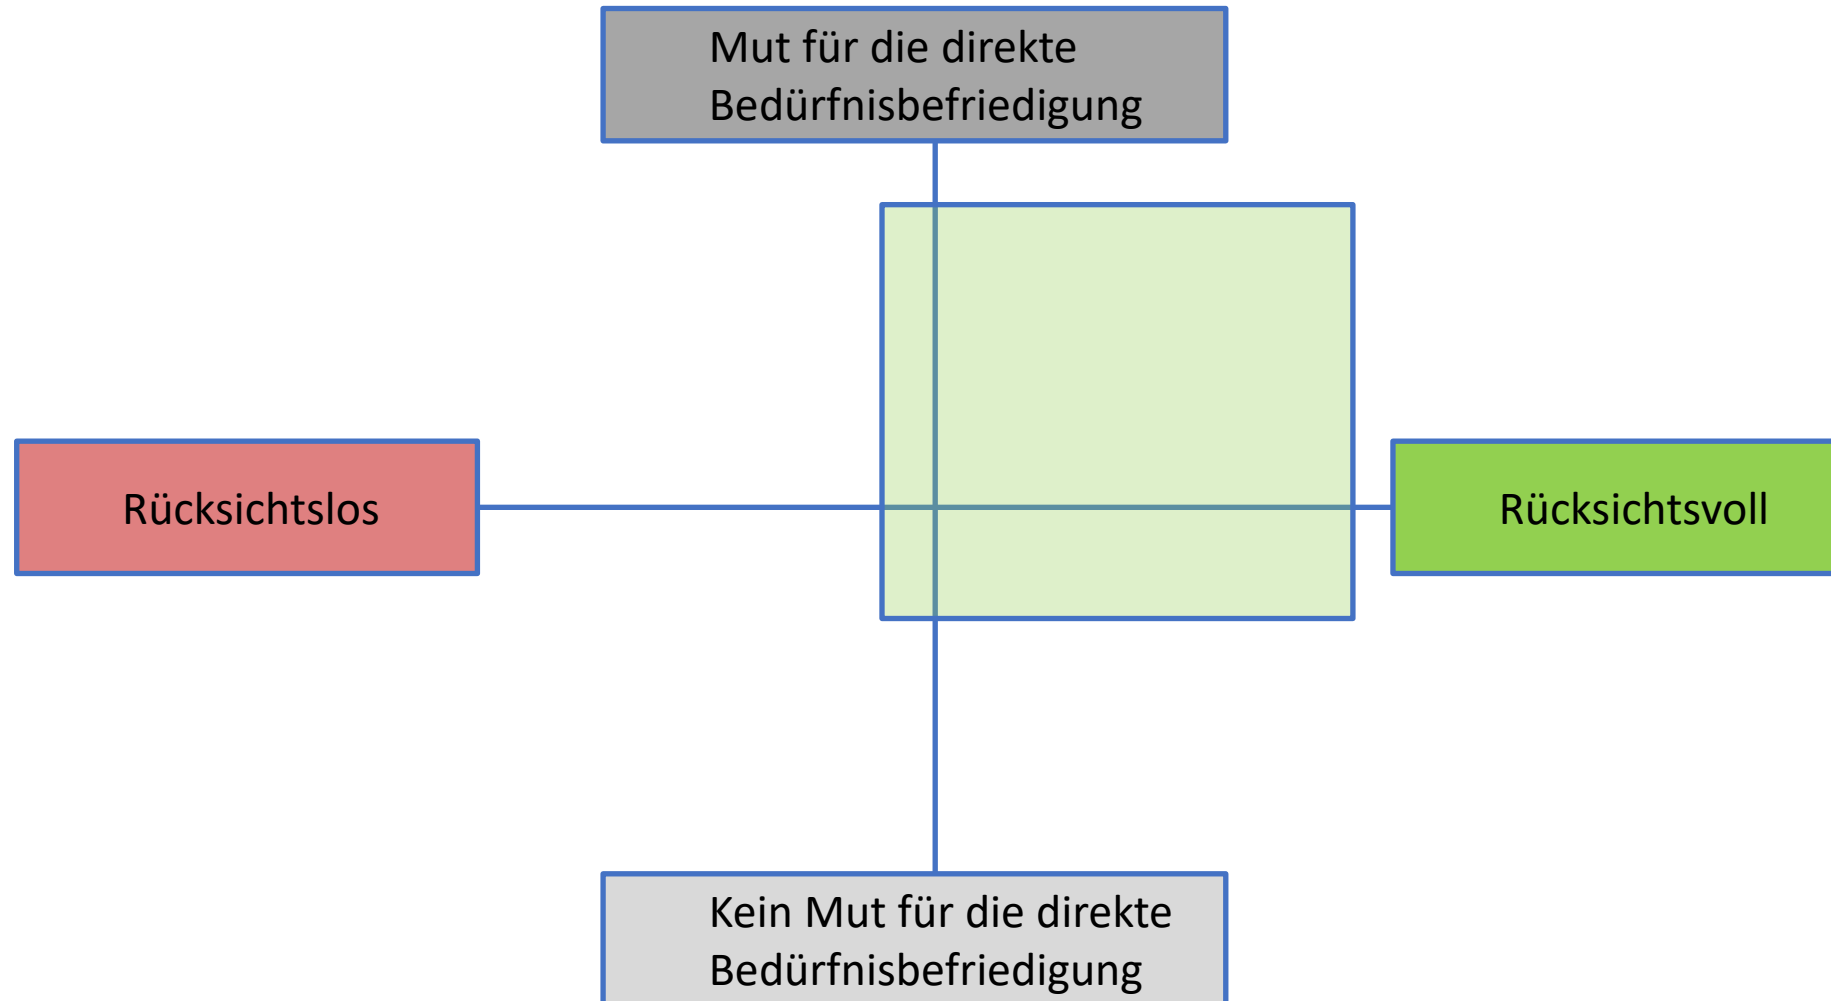 Mut für die direkte
Bedürfnisbefriedigung
Rücksichtslos
Rücksichtsvoll
Kein Mut für die direkte
Bedürfnisbefriedigung